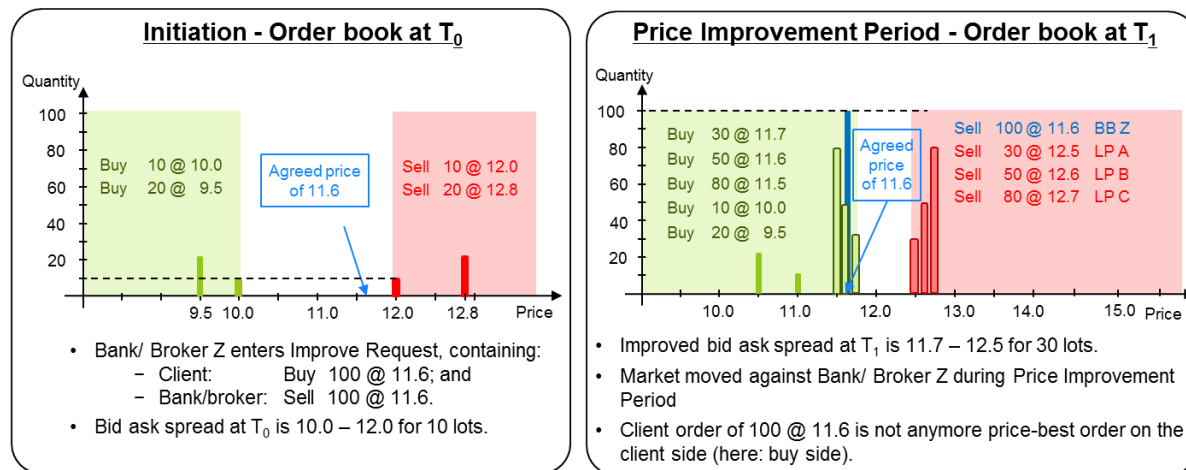 Initiation - Order book at T0
Quantity
100
80
60
40
20
Buy 10 @ 10.0
Buy 20 @ 9.5
Agreed price
of 11.6
Sell 10 @ 12.0
Sell 20 @ 12.8
9.5 10.0 11.0 12.0 12.8 Price
• Bank/ Broker Z enters Improve Request, containing:
− Client: Buy 100 @ 11.6; and
− Bank/broker: Sell 100 @ 11.6.
• Bid ask spread at T0 is 10.0 – 12.0 for 10 lots.
Price Improvement Period - Order book at T1
Quantity
100
80
60
40
20
Buy 30 @ 11.7
Buy 50 @ 11.6
Buy 80 @ 11.5
Buy 10 @ 10.0
Buy 20 @ 9.5
Agreed
price
of 11.6
Sell 100 @ 11.6 BB Z
Sell 30 @ 12.5 LP A
Sell 50 @ 12.6 LP B
Sell 80 @ 12.7 LP C
10.0 11.0 12.0 13.0 14.0 15.0 Price
• Improved bid ask spread at T1 is 11.7 – 12.5 for 30 lots.
• Market moved against Bank/ Broker Z during Price Improvement
Period
• Client order of 100 @ 11.6 is not anymore price-best order on the
client side (here: buy side).